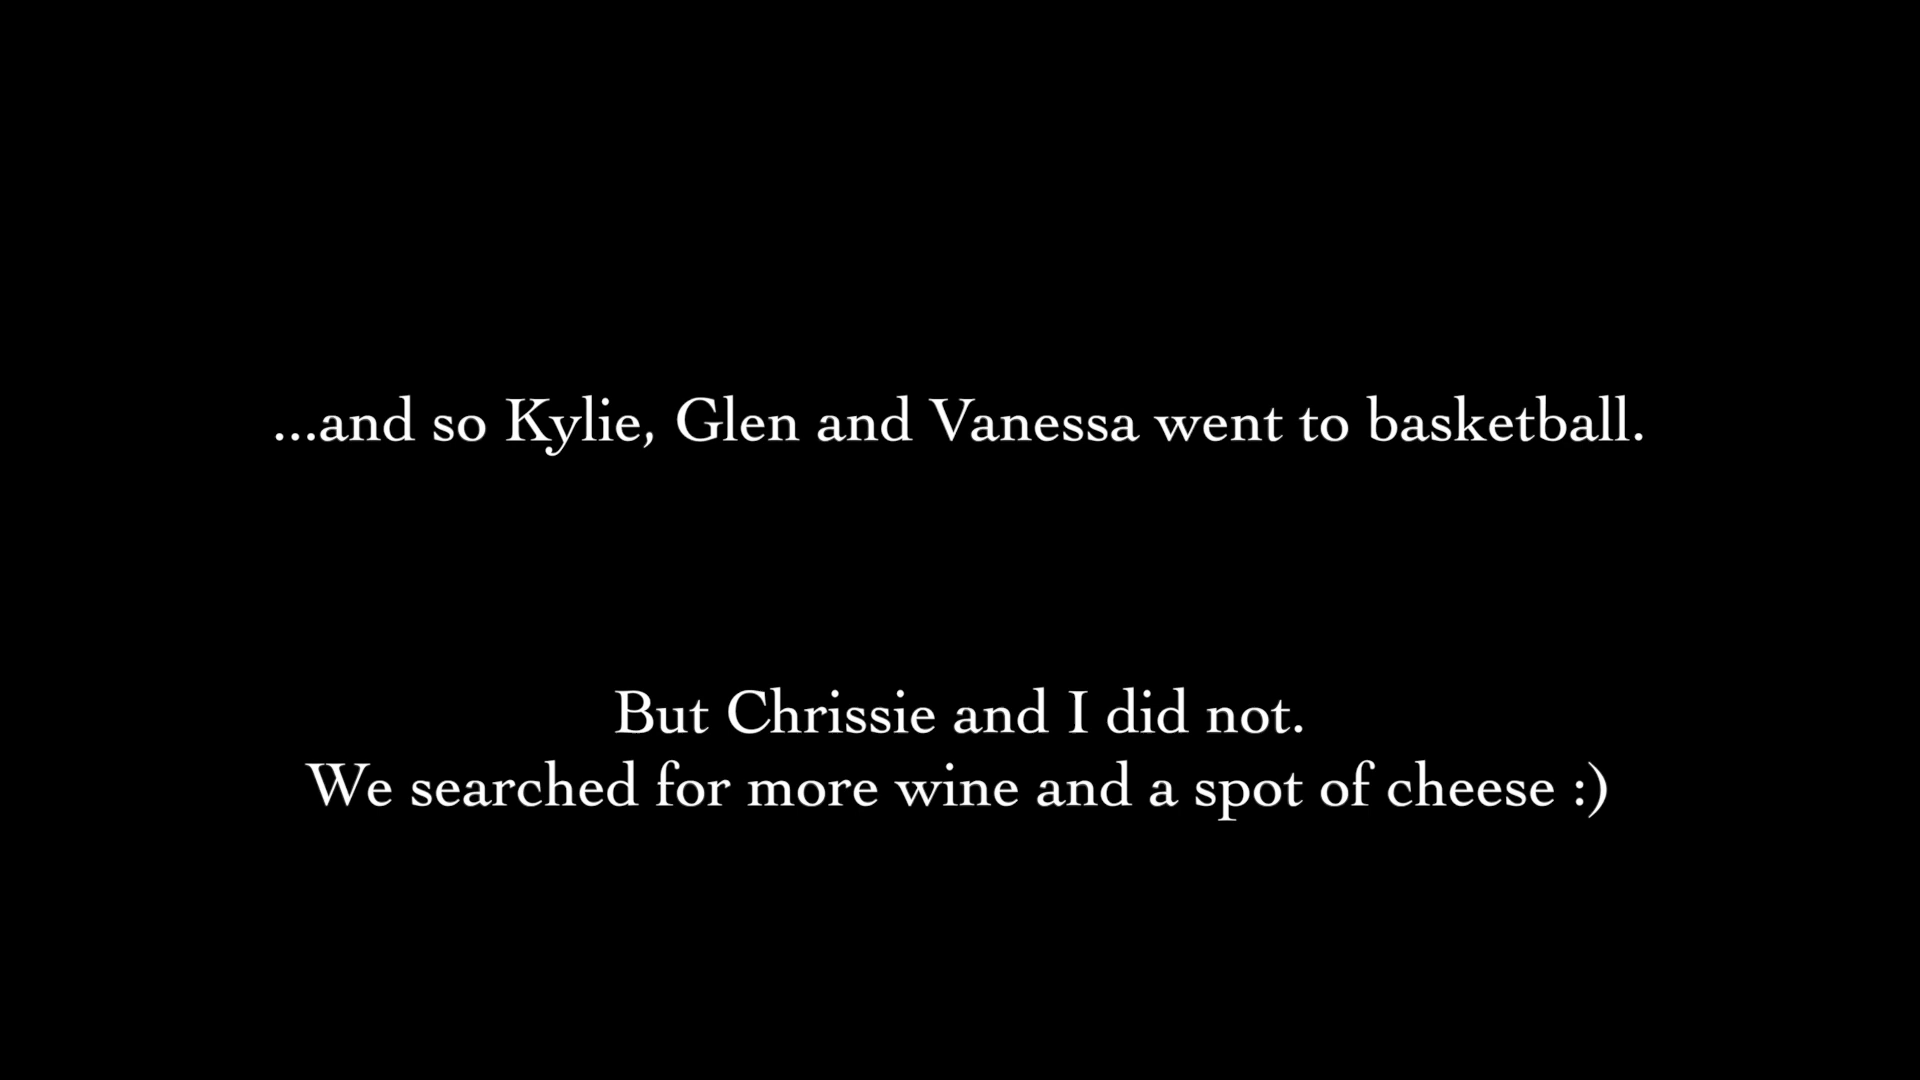 ...and so Kylie, Glen and Vanessa went to basketball.
But Chrissie and I did not.
We searched for more wine and a spot of cheese :)